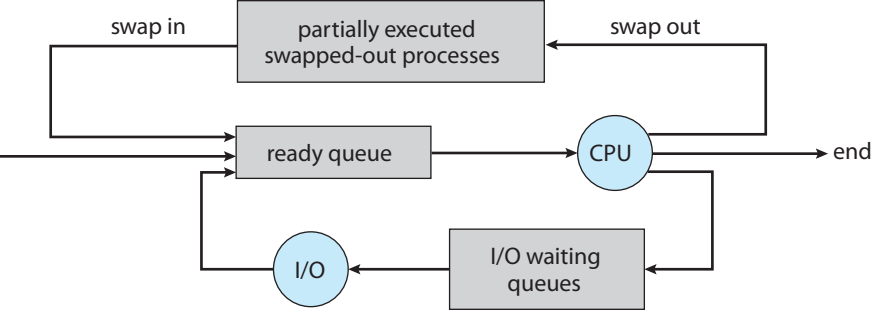 swap in
partially executed
swapped-out processes
swap out
ready queue
CPU
end
I/O
I/O waiting
queues